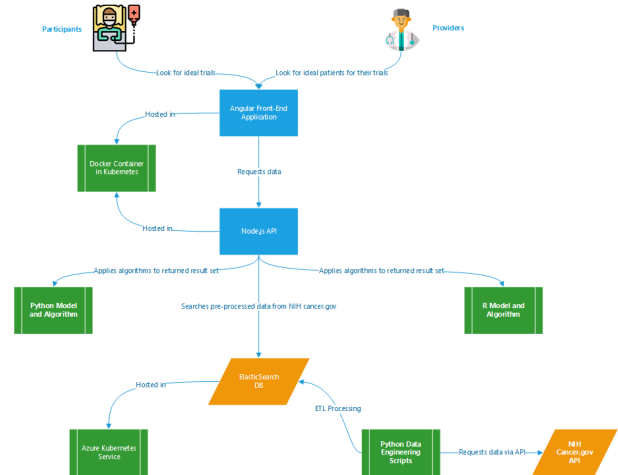 Participants
Providers
Look for ideal trials
Look for ideal patients for their trials
Angular Front-End
Application
Hosted in
Docker Container
in Kubernetes
Requests data
Hosted in
Node.js API
Applies algorithms to returned result set
Applies algorithms to returned result set
Python Model
and Algorithm
Searches pre-processed data from NIH cancer.gov
R Model and
Algorithm
ElasticSearch
DB
Hosted in
ETL Processing
Azure Kubernetes
Service
Python Data
Engineering
Scripts
Requests data via API
NIH
Cancer.gov
API